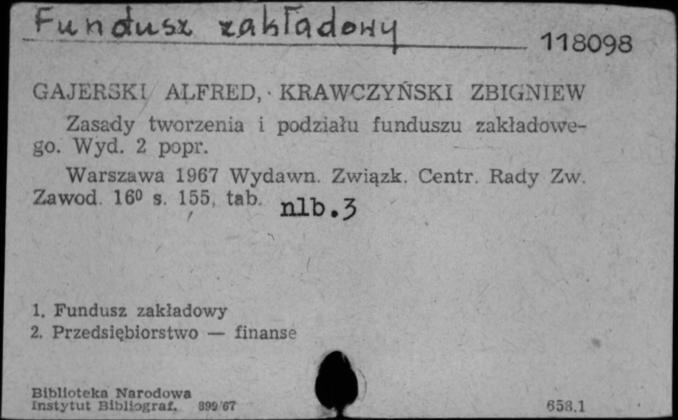 Fundusz zakładowy
118098
GAJERSKI ALFRED, KRAWCZYŃSKI ZBIGNIEW
Zasady tworzenia i podziału funduszu zakładowe-
go. Wyd. 2 popr.
Warszawa 1967 Wydawn. Związk. Centr. Rady Zw.
Zawod. 16⁰ s. 155, tab. nlb. 3
1. Fundusz zakładowy
2. Przedsiębiorstwo — finanse
Biblioteka Narodowa
Instytut Bibliograf. 899/67
658.1